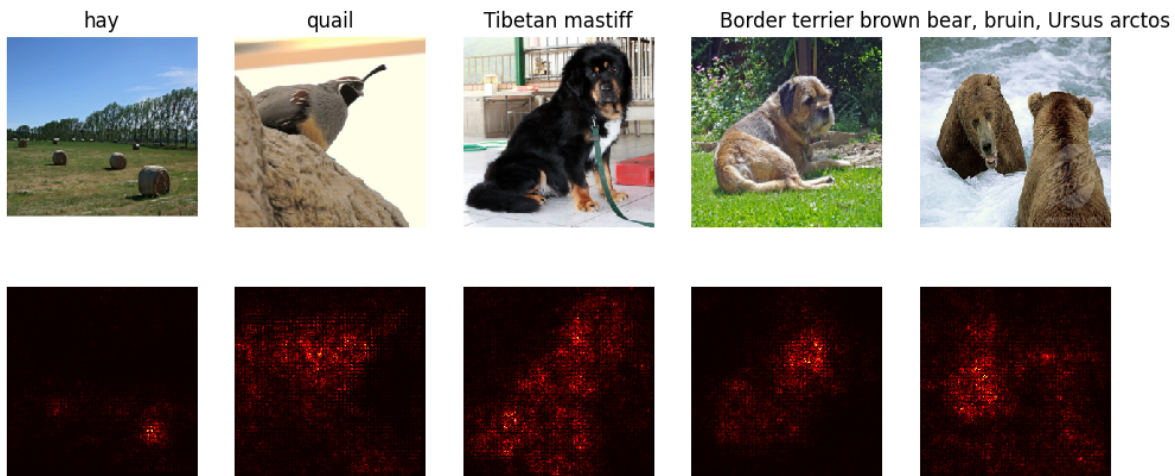 hay
quail
Tibetan mastiff
Border terrier
brown bear, bruin, Ursus arctos